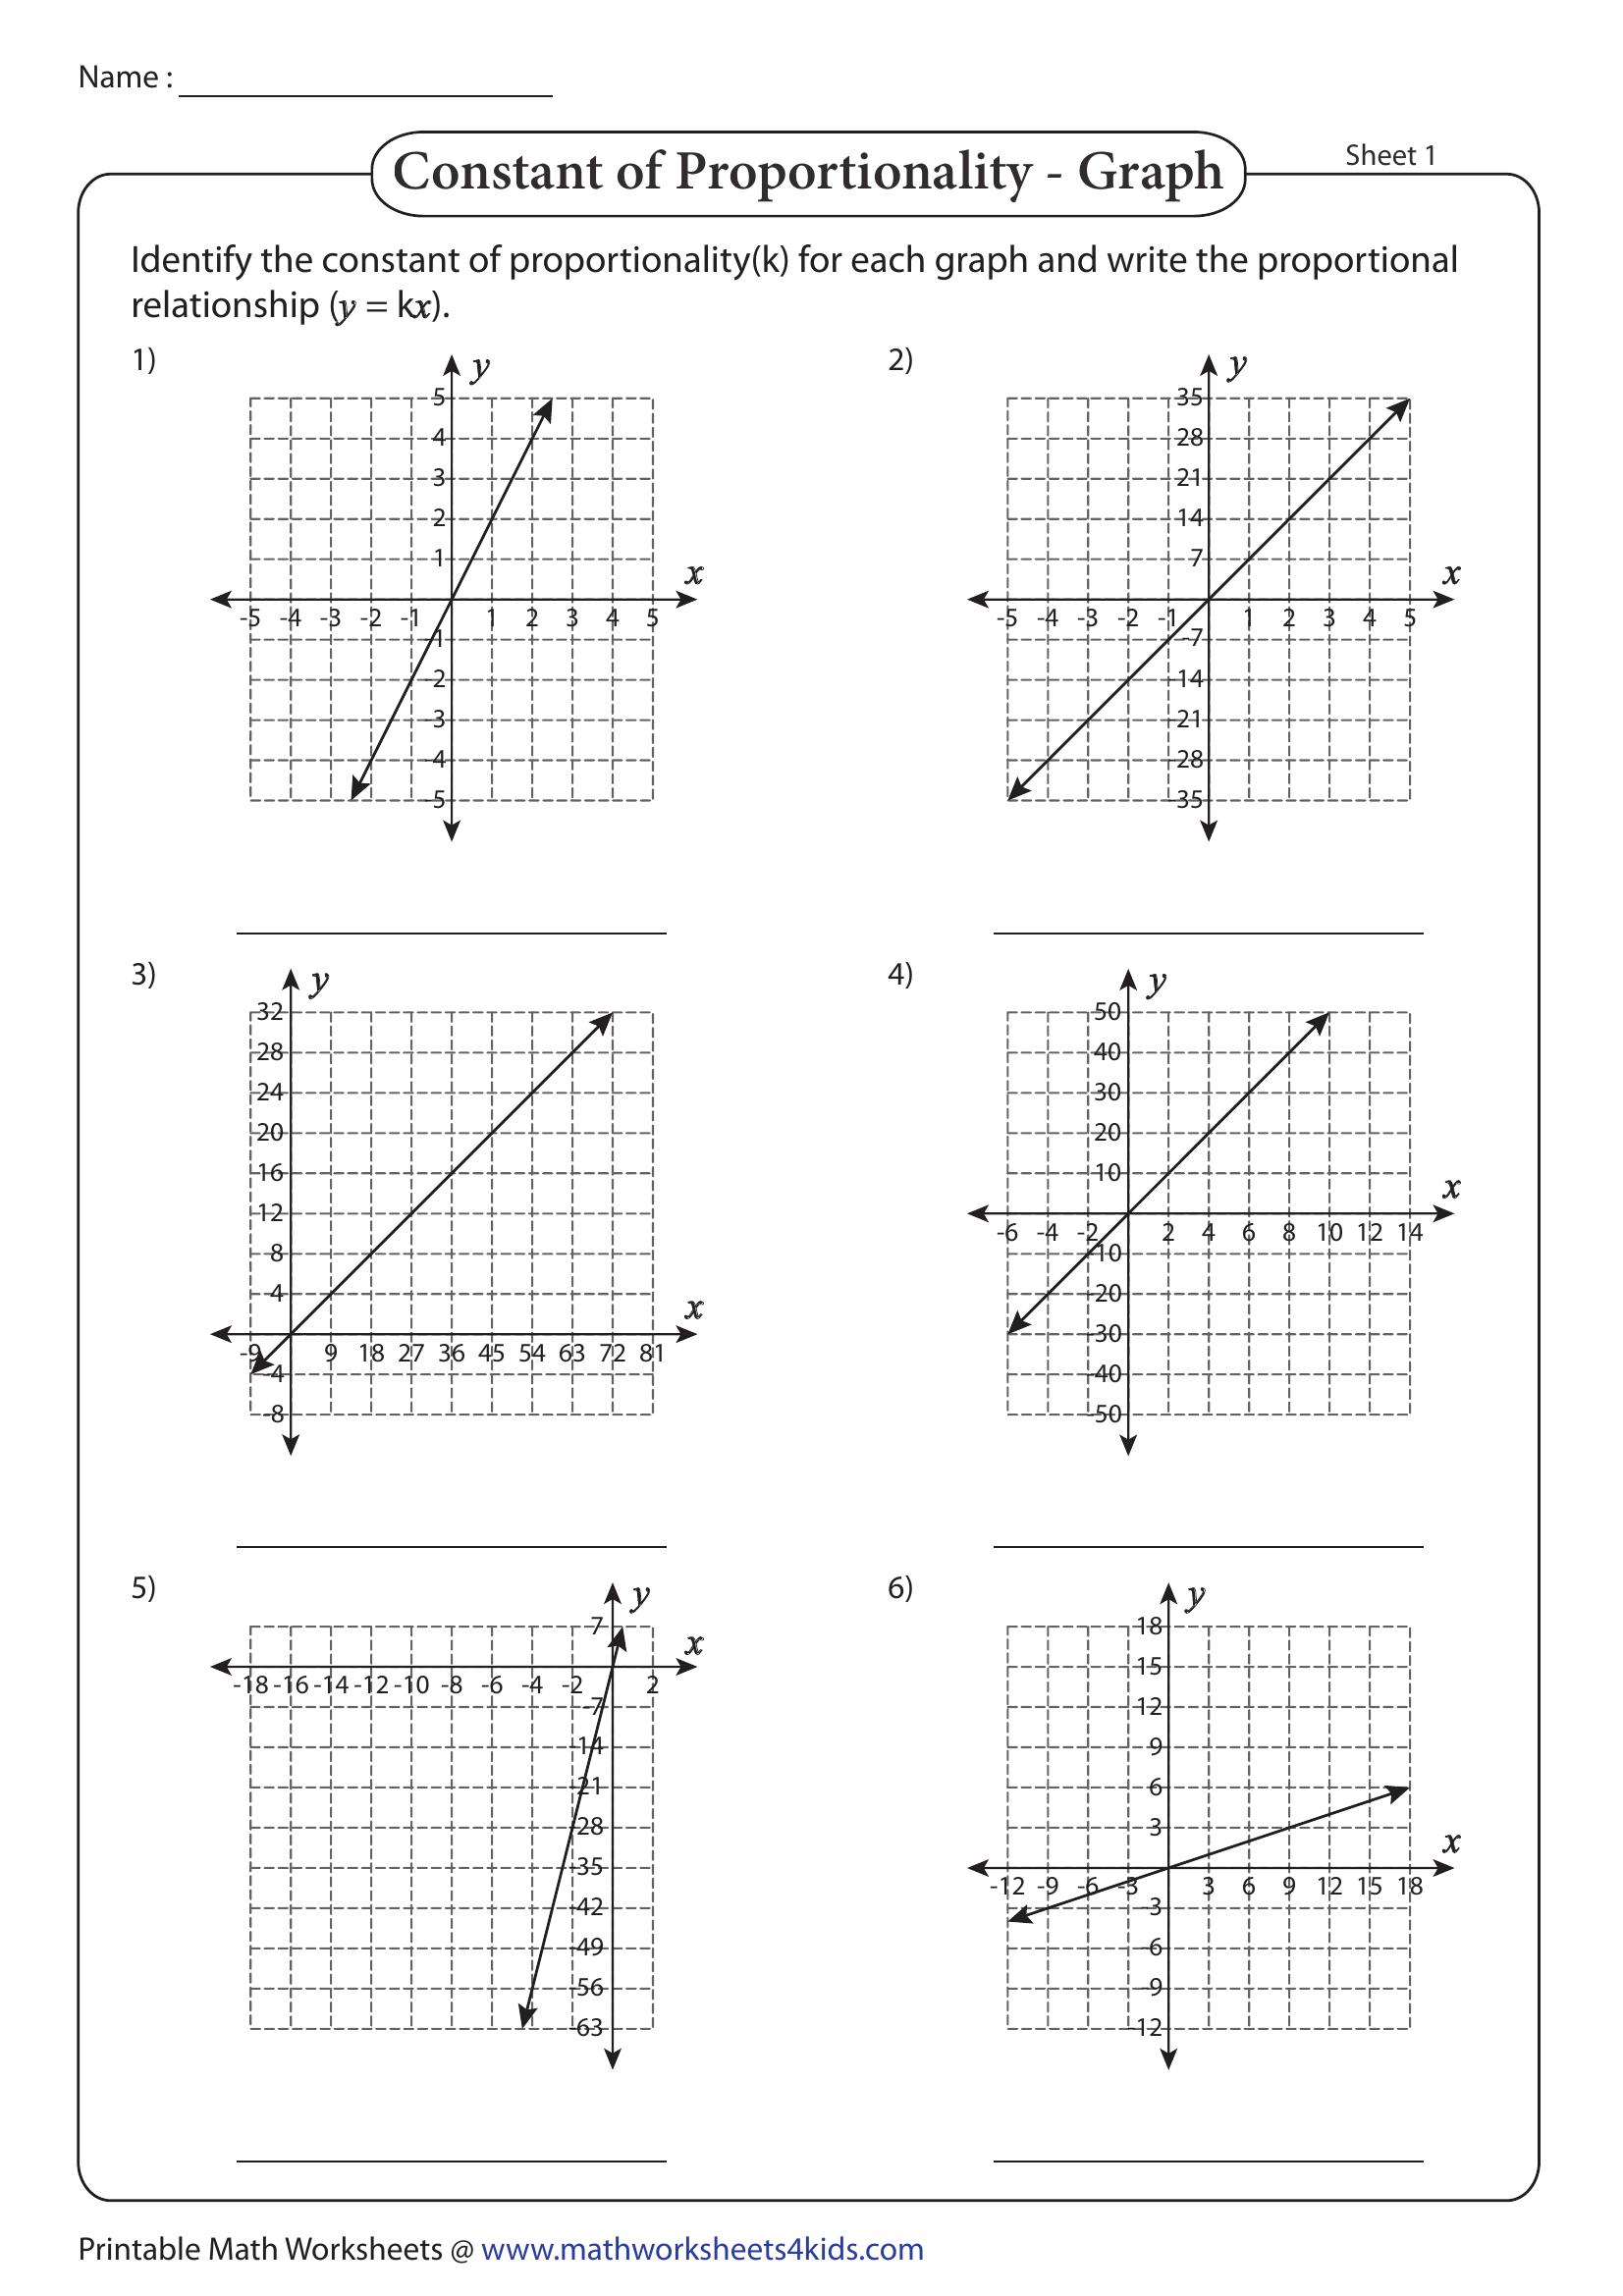 Name :
Constant of Proportionality - Graph
Sheet 1
Identify the constant of proportionality(k) for each graph and write the proportional
relationship (y = kx).
1)
y
5
4
3
2
1
x
-5 -4 -3 -2 -1 1 2 3 4 5
-1
-2
-3
-4
-5
2)
y
35
28
21
14
7
x
-5 -4 -3 -2 -1 1 2 3 4 5
-7
-14
-21
-28
-35
3)
y
32
28
24
20
16
12
8
4
x
-9 9 18 27 36 45 54 63 72 81
-4
-8
4)
y
50
40
30
20
10
x
-6 -4 -2 2 4 6 8 10 12 14
-10
-20
-30
-40
-50
5)
y
7
x
-18 -16 -14 -12 -10 -8 -6 -4 -2 2
-7
-14
-21
-28
-35
-42
-49
-56
-63
6)
y
18
15
12
9
6
3
x
-12 -9 -6 -3 3 6 9 12 15 18
-3
-6
-9
-12
Printable Math Worksheets @ www.mathworksheets4kids.com